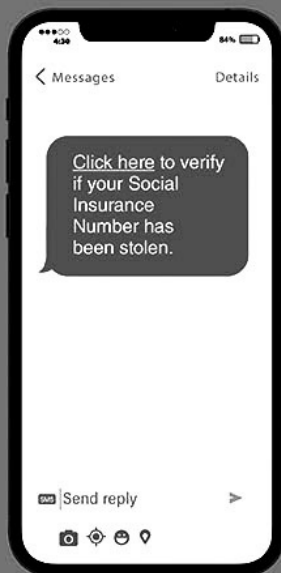 4:30
84%
Messages
Details
Click here to verify
if your Social
Insurance
Number has
been stolen.
SMS Send reply